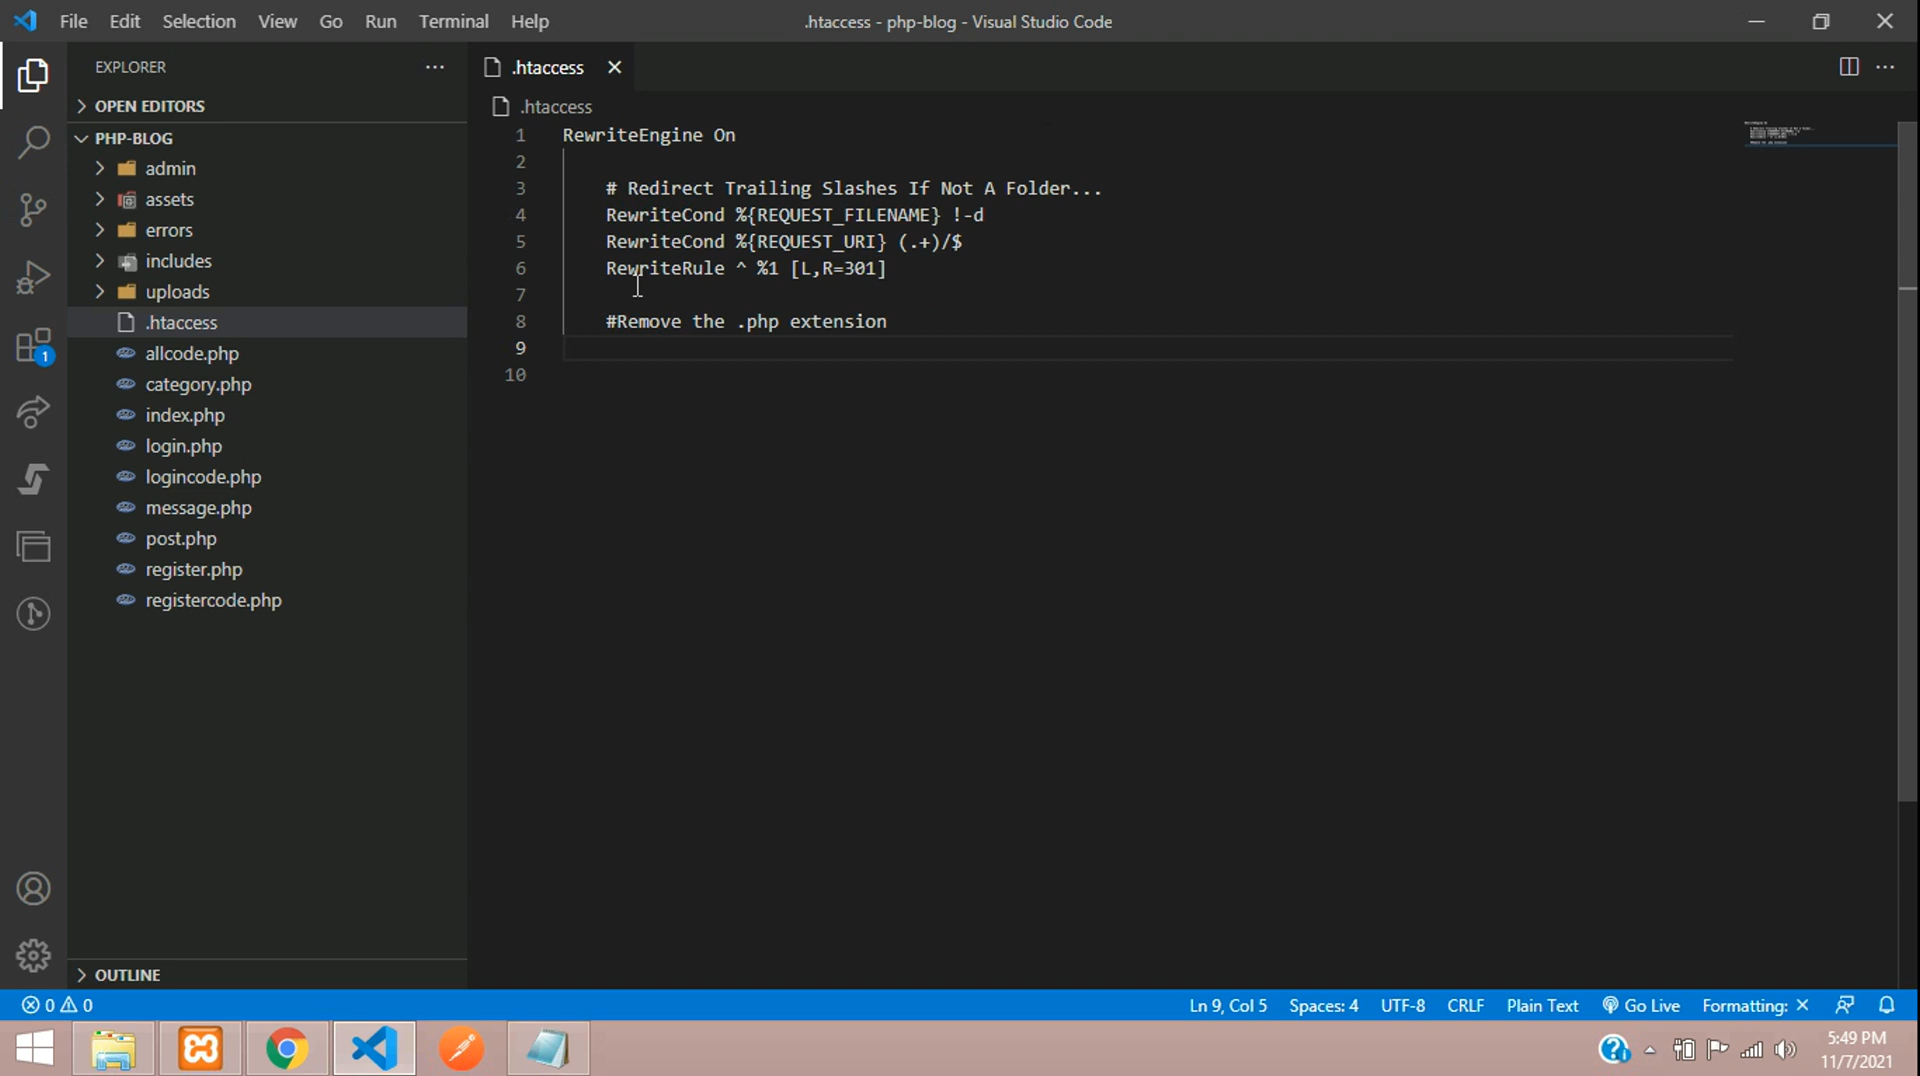 File Edit Selection View Go Run Terminal Help .htaccess - php-blog - Visual Studio Code
EXPLORER
OPEN EDITORS
PHP-BLOG
admin
assets
errors
includes
uploads
.htaccess
allcode.php
category.php
index.php
login.php
logincode.php
message.php
post.php
register.php
registercode.php
OUTLINE
.htaccess
.htaccess
1 RewriteEngine On
2
3 # Redirect Trailing Slashes If Not A Folder...
4 RewriteCond %{REQUEST_FILENAME} !-d
5 RewriteCond %{REQUEST_URI} (.+)/$
6 RewriteRule ^ %1 [L,R=301]
7
8 #Remove the .php extension
9
10
1
0 0 Ln 9, Col 5 Spaces: 4 UTF-8 CRLF Plain Text Go Live Formatting: ×
5:49 PM
11/7/2021